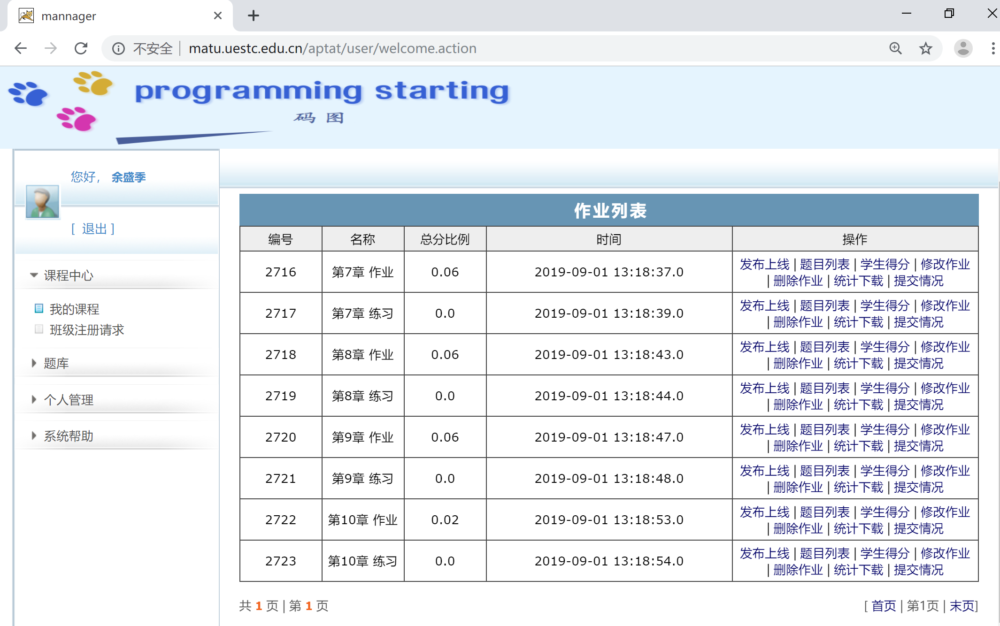 mannager
不安全 | matu.uestc.edu.cn/aptat/user/welcome.action
programming starting
码 图
您好， 余盛季
[ 退出 ]
课程中心
我的课程
班级注册请求
题库
个人管理
系统帮助
作业列表
编号 名称 总分比例 时间 操作
2716 第7章 作业 0.06 2019-09-01 13:18:37.0 发布上线 | 题目列表 | 学生得分 | 修改作业
| 删除作业 | 统计下载 | 提交情况
2717 第7章 练习 0.0 2019-09-01 13:18:39.0 发布上线 | 题目列表 | 学生得分 | 修改作业
| 删除作业 | 统计下载 | 提交情况
2718 第8章 作业 0.06 2019-09-01 13:18:43.0 发布上线 | 题目列表 | 学生得分 | 修改作业
| 删除作业 | 统计下载 | 提交情况
2719 第8章 练习 0.0 2019-09-01 13:18:44.0 发布上线 | 题目列表 | 学生得分 | 修改作业
| 删除作业 | 统计下载 | 提交情况
2720 第9章 作业 0.06 2019-09-01 13:18:47.0 发布上线 | 题目列表 | 学生得分 | 修改作业
| 删除作业 | 统计下载 | 提交情况
2721 第9章 练习 0.0 2019-09-01 13:18:48.0 发布上线 | 题目列表 | 学生得分 | 修改作业
| 删除作业 | 统计下载 | 提交情况
2722 第10章 作业 0.02 2019-09-01 13:18:53.0 发布上线 | 题目列表 | 学生得分 | 修改作业
| 删除作业 | 统计下载 | 提交情况
2723 第10章 练习 0.0 2019-09-01 13:18:54.0 发布上线 | 题目列表 | 学生得分 | 修改作业
| 删除作业 | 统计下载 | 提交情况
共 1 页 | 第 1 页 [ 首页 | 第1页 | 末页]